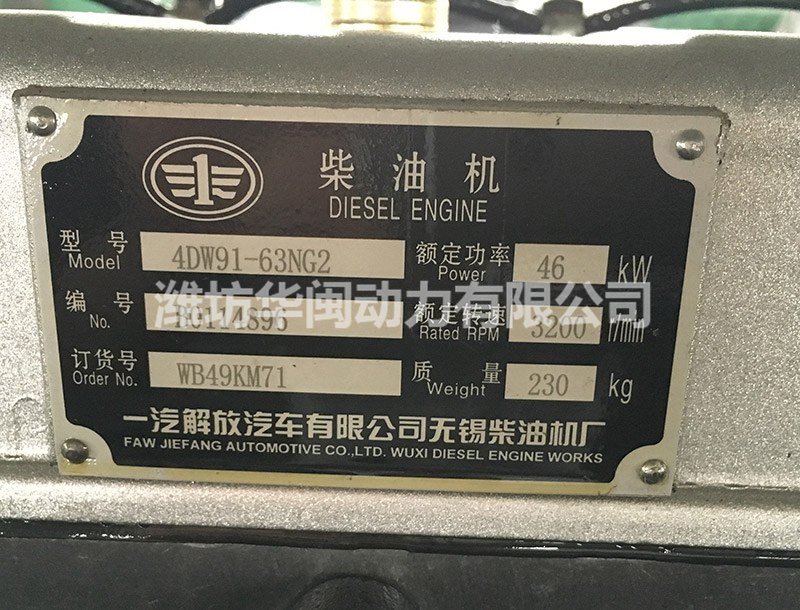 1
柴油机
DIESEL ENGINE
型号 4DW91-63NG2 额定功率 46 kW
Model Power
潍坊华闽动力有限公司
编号 额定转速 3200 r/min
No. Rated RPM
订货号 WB49KM71 质量 230 kg
Order No. Weight
一汽解放汽车有限公司无锡柴油机厂
FAW JIEFANG AUTOMOTIVE CO.,LTD. WUXI DIESEL ENGINE WORKS